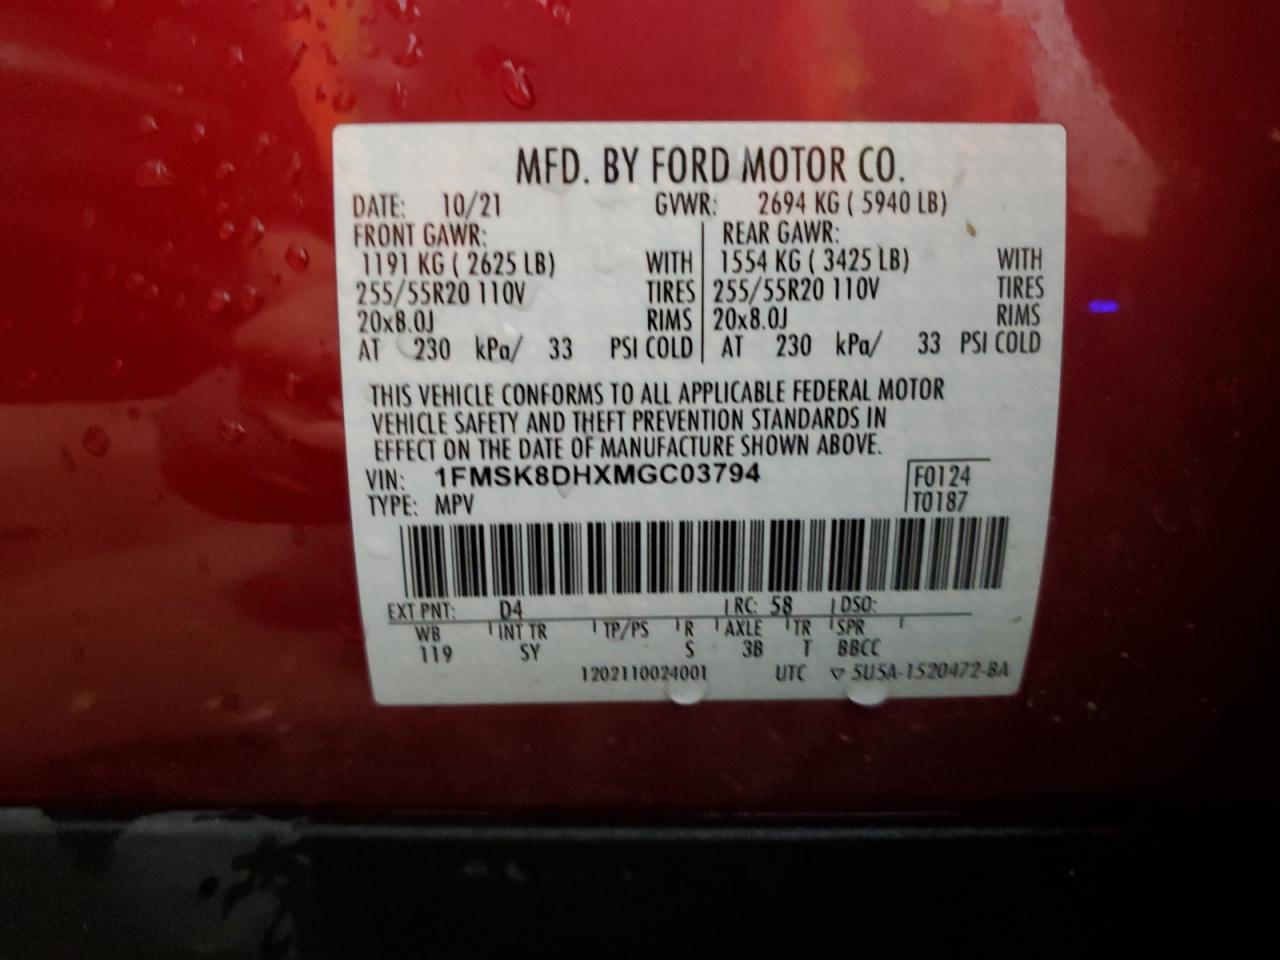 MFD. BY FORD MOTOR CO.
DATE: 10/21 GVWR: 2694 KG ( 5940 LB)
FRONT GAWR: REAR GAWR:
1191 KG ( 2625 LB) WITH 1554 KG ( 3425 LB) WITH
255/55R20 110V TIRES 255/55R20 110V TIRES
20x8.0J RIMS 20x8.0J RIMS
AT 230 kPa/ 33 PSI COLD AT 230 kPa/ 33 PSI COLD
THIS VEHICLE CONFORMS TO ALL APPLICABLE FEDERAL MOTOR
VEHICLE SAFETY AND THEFT PREVENTION STANDARDS IN
EFFECT ON THE DATE OF MANUFACTURE SHOWN ABOVE.
VIN: 1FMSK8DHXMGC03794 F0124
TYPE: MPV T0187
EXT PNT: D4 RC: 58 DSO:
WB INT TR TP/PS R AXLE TR SPR
119 SY S 3B T BBCC
1202110024001 UTC ▽ 5U5A-1520472-BA